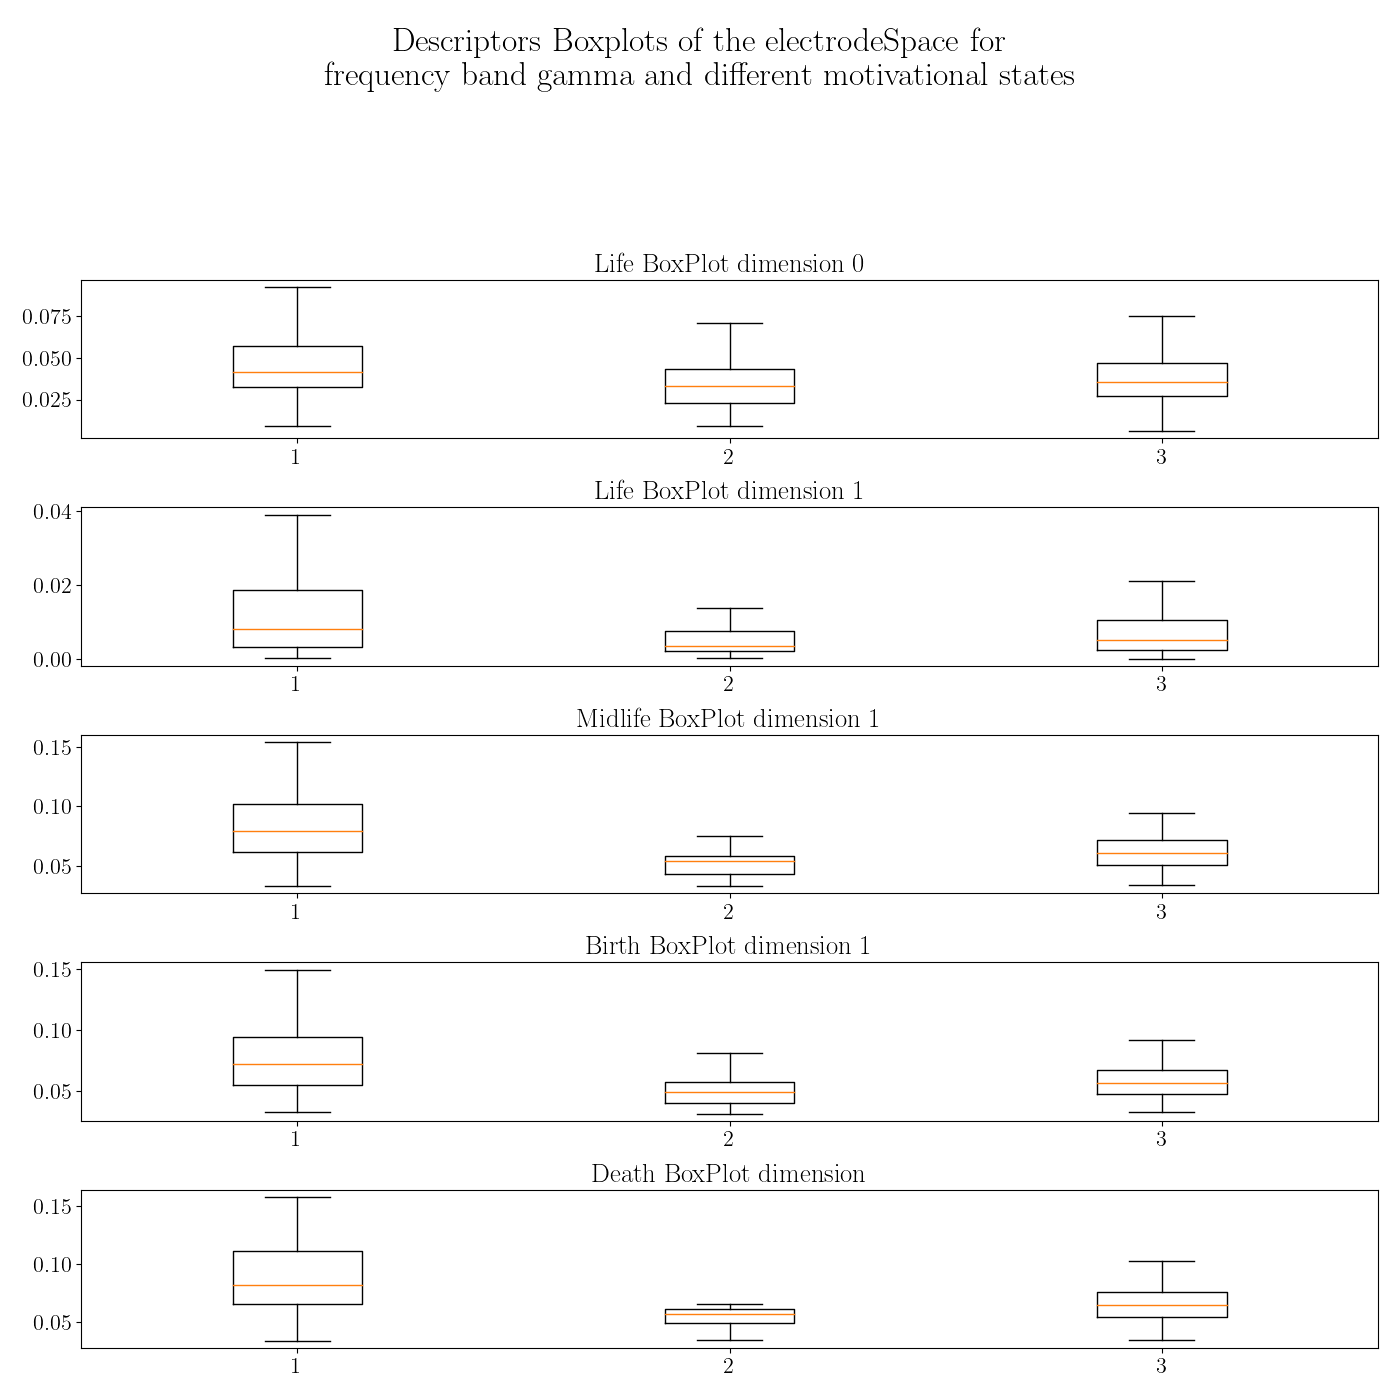 Descriptors Boxplots of the electrodeSpace for
frequency band gamma and different motivational states
Life BoxPlot dimension 0
0.075
0.050
0.025
1 2 3
Life BoxPlot dimension 1
0.04
0.02
0.00
1 2 3
Midlife BoxPlot dimension 1
0.15
0.10
0.05
1 2 3
Birth BoxPlot dimension 1
0.15
0.10
0.05
1 2 3
Death BoxPlot dimension
0.15
0.10
0.05
1 2 3